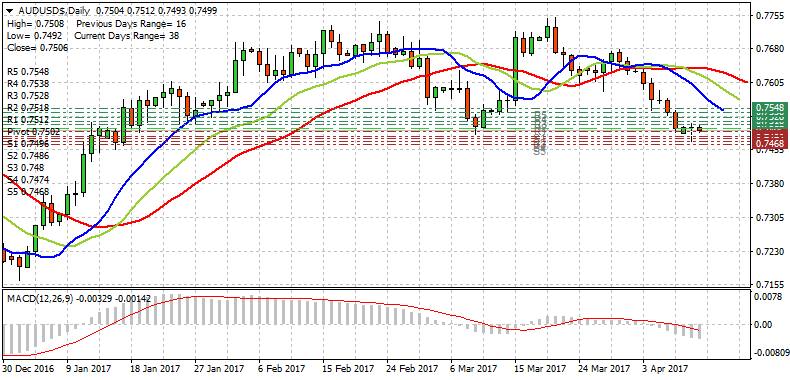 AUDUSD$,Daily 0.7504 0.7512 0.7493 0.7499
High= 0.7508 Previous Days Range= 16
Low= 0.7492 Current Days Range= 38
Close= 0.7506
R5 0.7548
R4 0.7538
R3 0.7528
R2 0.7518
R1 0.7512
Pivot 0.7502
S1 0.7496
S2 0.7486
S3 0.748
S4 0.7474
S5 0.7468
0.7755
0.7680
0.7605
0.7548
0.7468
0.7455
0.7380
0.7305
0.7230
0.7155
MACD(12,26,9) -0.00329 -0.00142
0.0078
0.00
-0.00809
30 Dec 2016 9 Jan 2017 18 Jan 2017 27 Jan 2017 6 Feb 2017 15 Feb 2017 24 Feb 2017 6 Mar 2017 15 Mar 2017 24 Mar 2017 3 Apr 2017